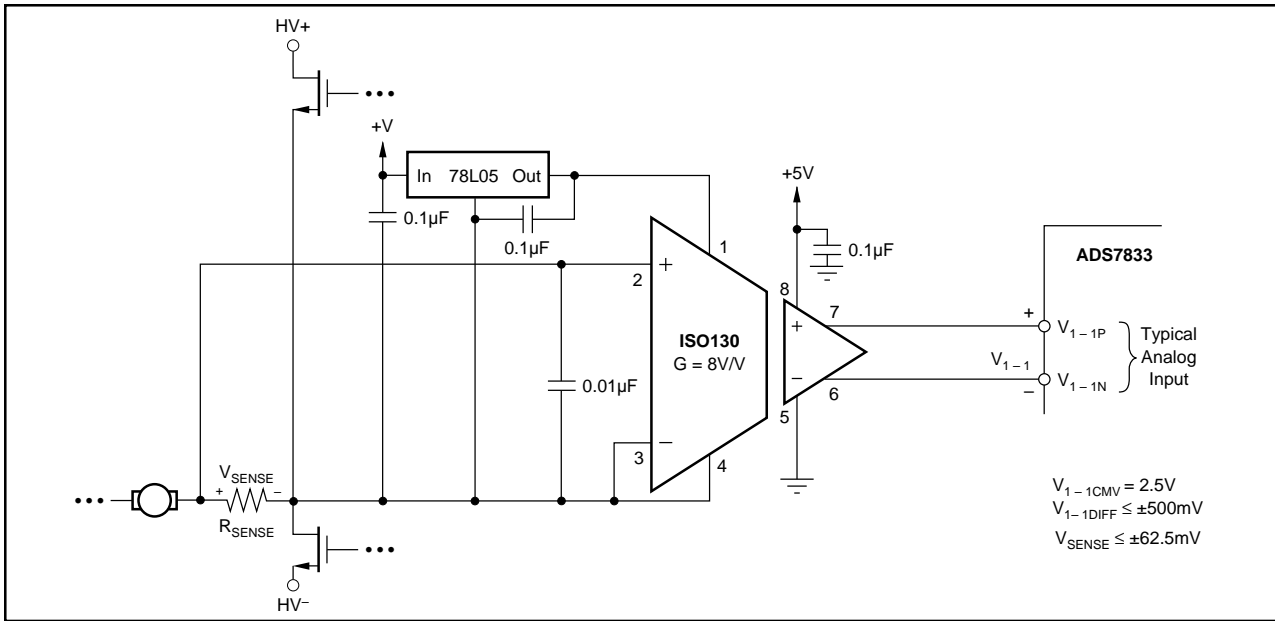 HV+
•••
+V
In 78L05 Out
0.1µF
0.1µF
+5V
0.1µF
ADS7833
1
2
+
8
7
+
+
V1–1P
ISO130
G = 8V/V
Typical
Analog
Input
V1–1
0.01µF
–
6
–
V1–1N
5
3
–
4
VSENSE
+ –
•••
RSENSE
•••
HV–
V1–1CMV = 2.5V
V1–1DIFF ≤ ±500mV
VSENSE ≤ ±62.5mV